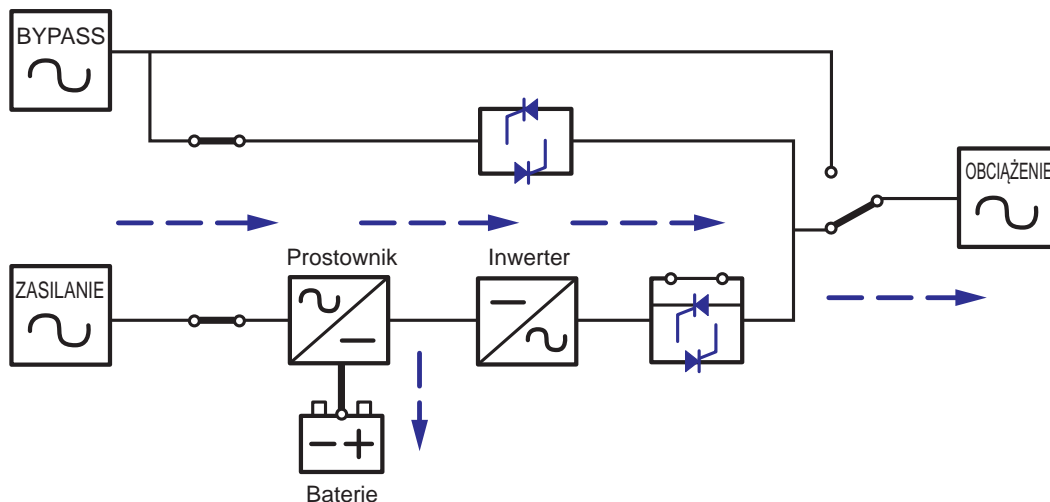 BYPASS
OBCIĄŻENIE
Prostownik
Inwerter
ZASILANIE
Baterie